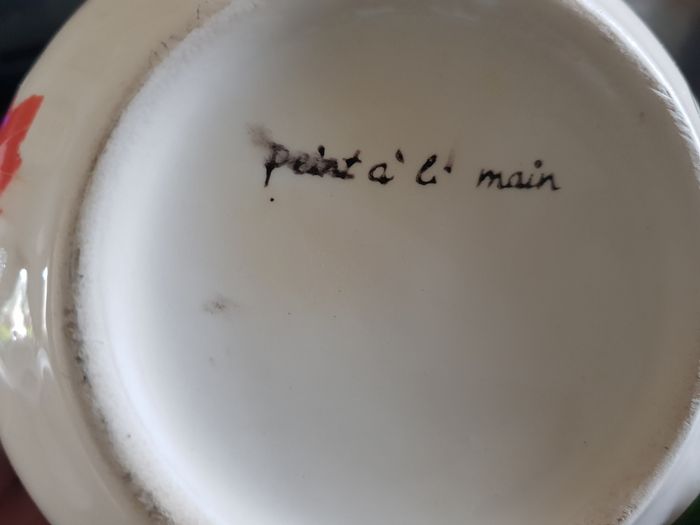 peint à l' main